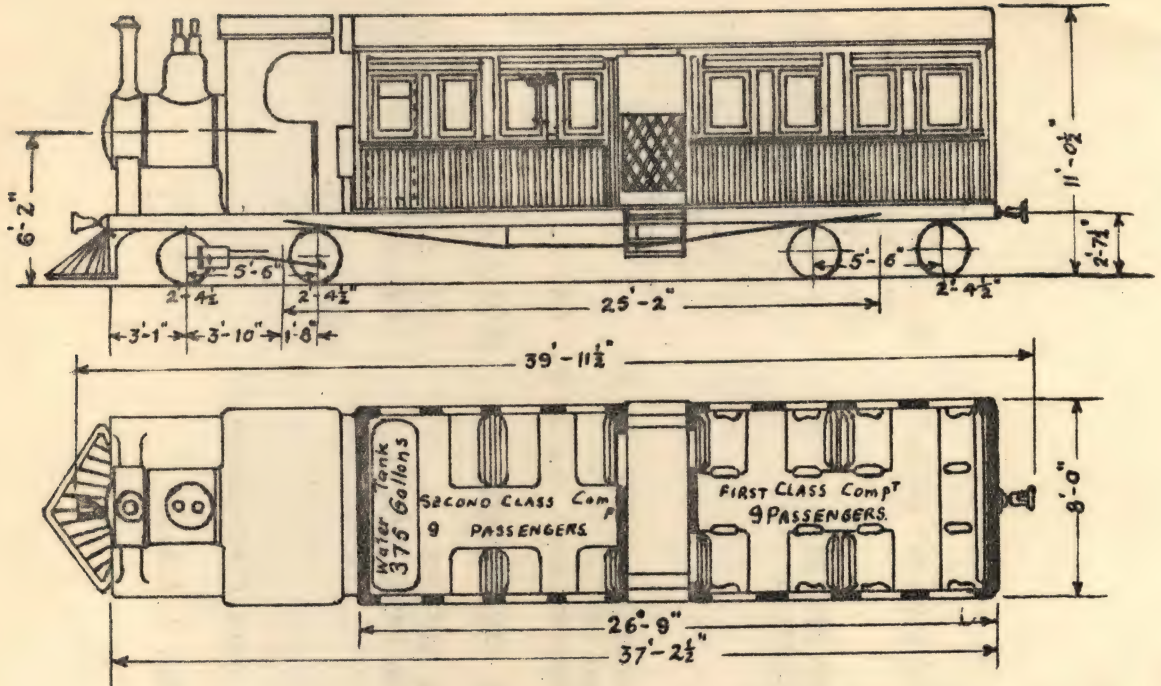 11'-0½"
6'-2"
2'-7½"
5'-6"
5'-6"
2'-4½
2'-4½"
2'-4½"
25'-2"
3'-1"
3'-10"
1'-8"
39'-11½"
Water Tank
375 Gallons
SECOND CLASS Comp
9 PASSENGERS
FIRST CLASS COMPT
9 PASSENGERS.
8'-0"
26'-9"
37'-2½"